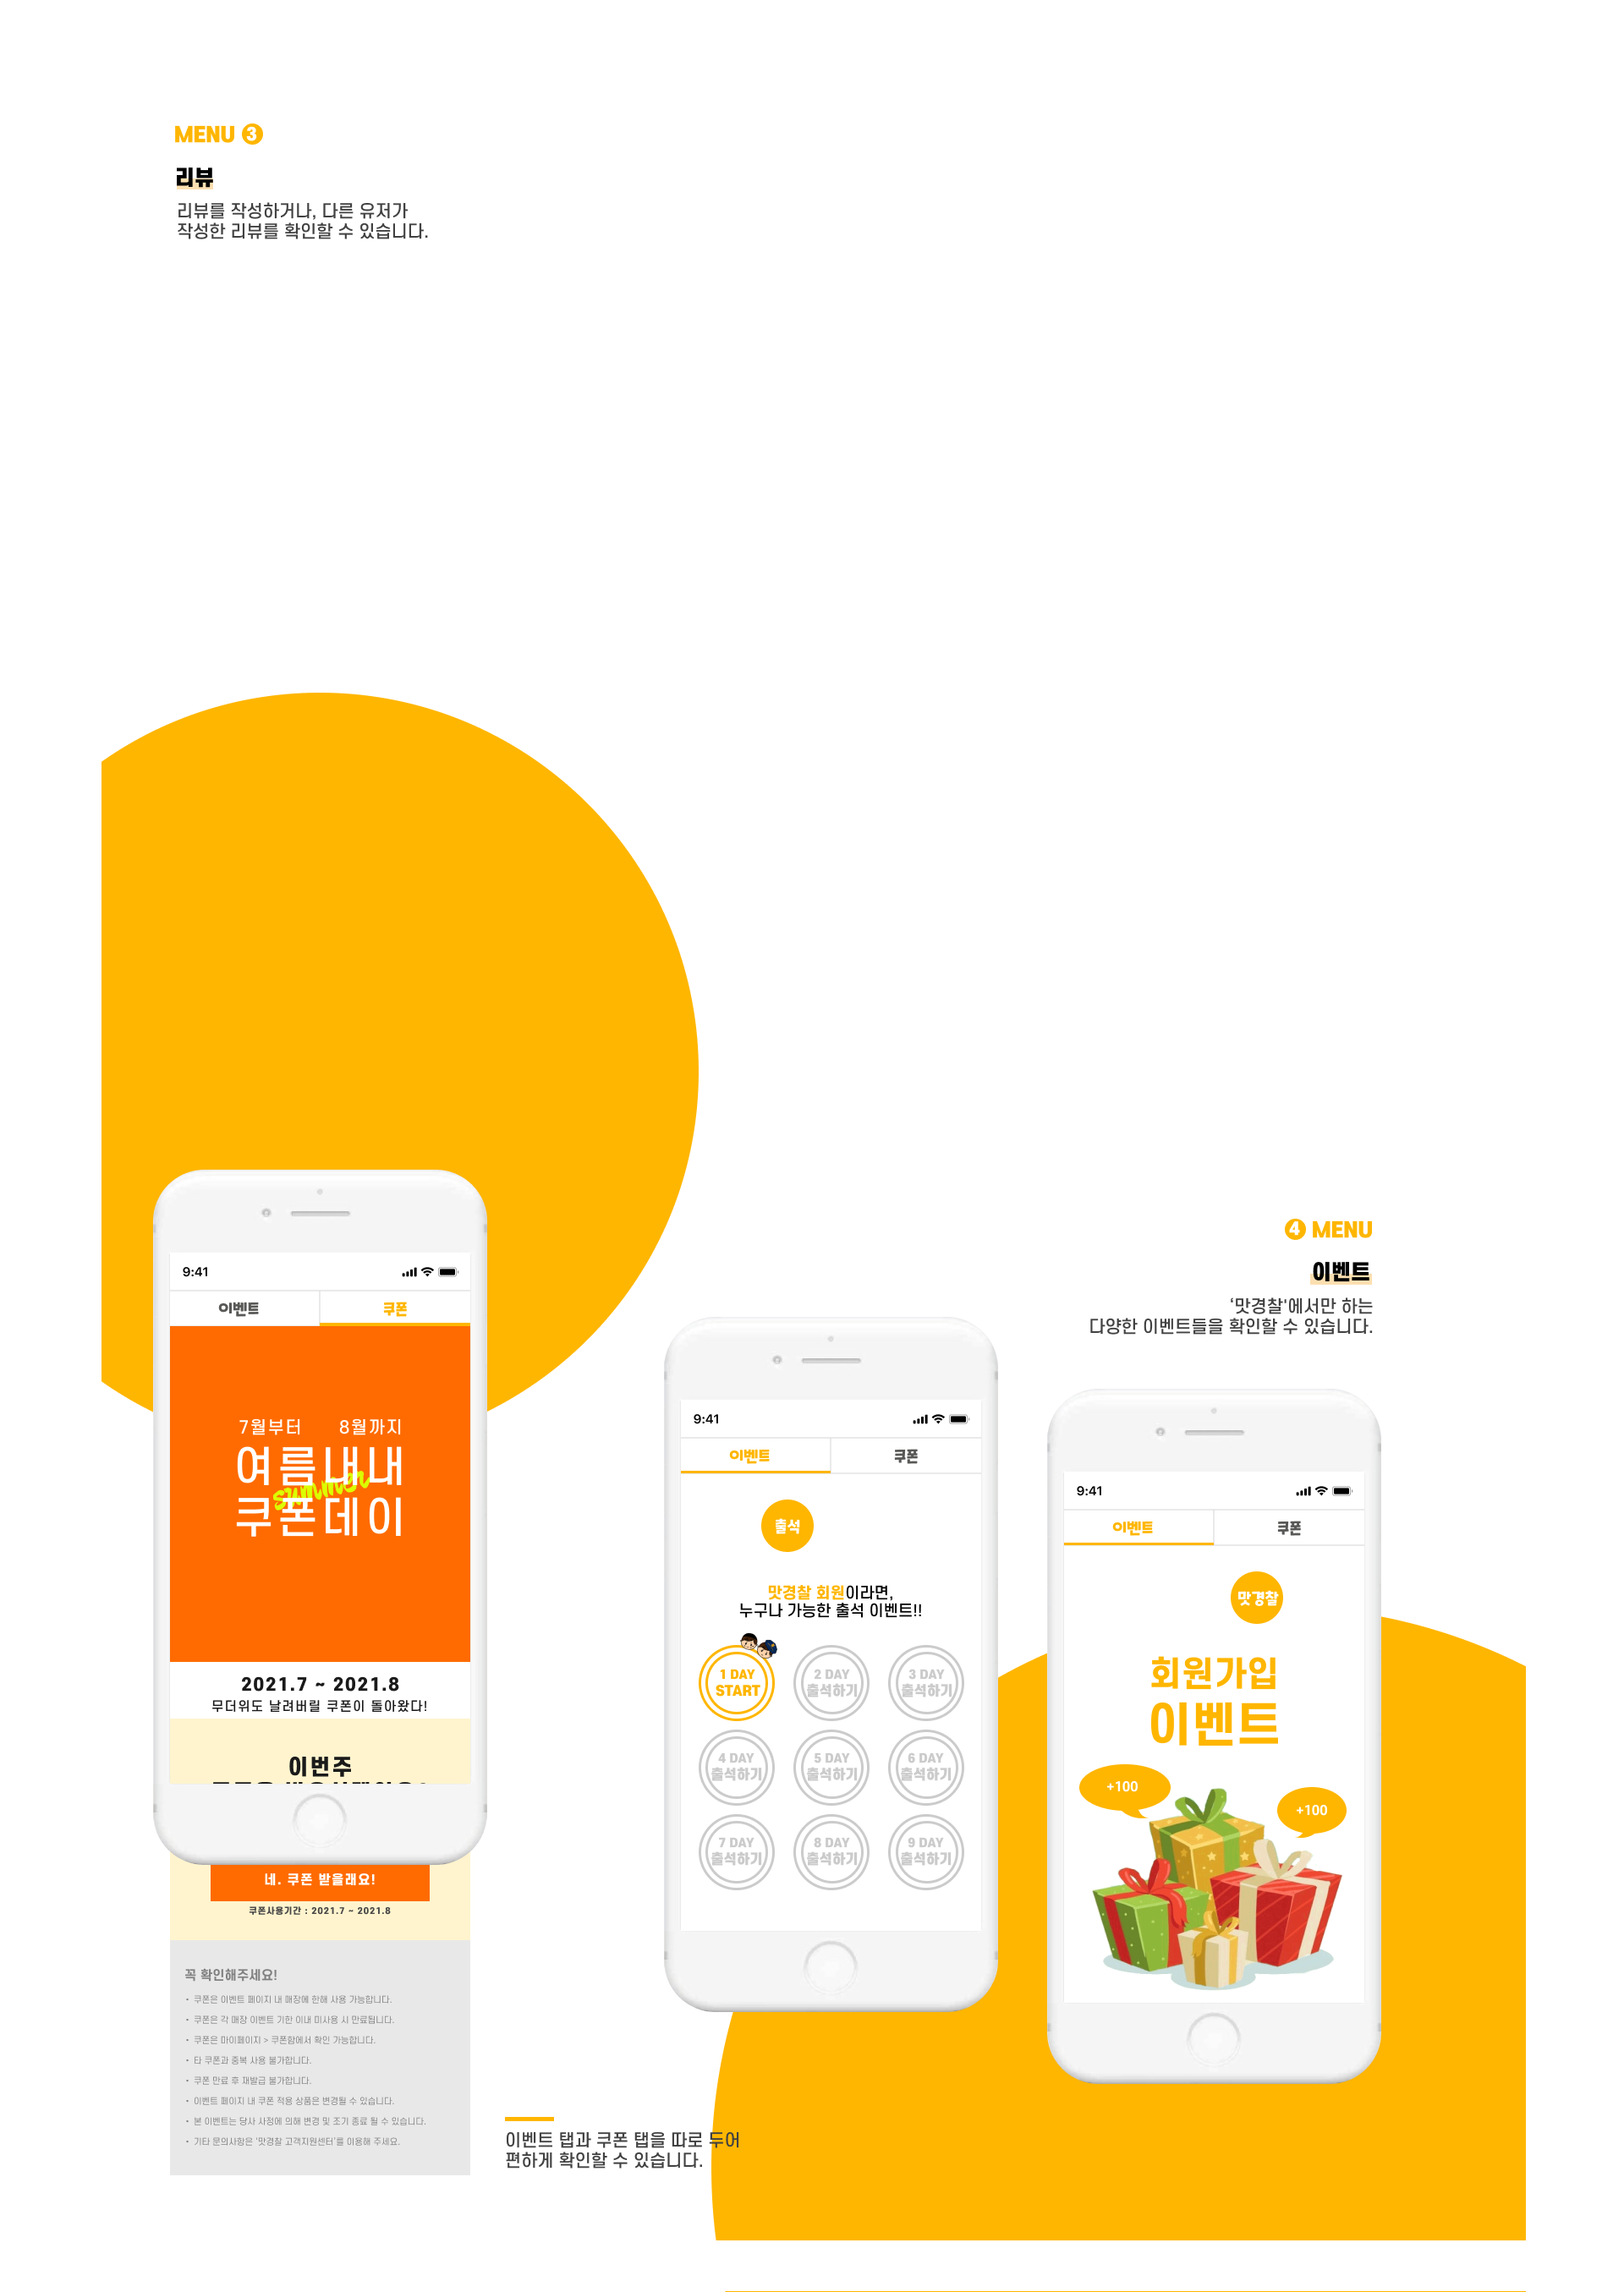 MENU 3
리뷰
리뷰를 작성하거나, 다른 유저가
작성한 리뷰를 확인할 수 있습니다.
9:41
이벤트 쿠폰
7월부터 8월까지
여름내내
summer
쿠폰데이
2021.7 ~ 2021.8
무더위도 날려버릴 쿠폰이 돌아왔다!
이번주
네. 쿠폰 받을래요!
쿠폰사용기간 : 2021.7 ~ 2021.8
꼭 확인해주세요!
• 쿠폰은 이벤트 페이지 내 매장에 한해 사용 가능합니다.
• 쿠폰은 각 매장 이벤트 기한 이내 미사용 시 만료됩니다.
• 쿠폰은 마이페이지 > 쿠폰함에서 확인 가능합니다.
• 타 쿠폰과 중복 사용 불가합니다.
• 쿠폰 만료 후 재발급 불가합니다.
• 이벤트 페이지 내 쿠폰 적용 상품은 변경될 수 있습니다.
• 본 이벤트는 당사 사정에 의해 변경 및 조기 종료 될 수 있습니다.
• 기타 문의사항은 '맛경찰 고객지원센터'를 이용해 주세요.
9:41
이벤트 쿠폰
출석
맛경찰 회원이라면,
누구나 가능한 출석 이벤트!!
1 DAY 2 DAY 3 DAY
START 출석하기 출석하기
4 DAY 5 DAY 6 DAY
출석하기 출석하기 출석하기
7 DAY 8 DAY 9 DAY
출석하기 출석하기 출석하기
4 MENU
이벤트
'맛경찰'에서만 하는
다양한 이벤트들을 확인할 수 있습니다.
9:41
이벤트 쿠폰
맛경찰
회원가입
이벤트
+100
+100
이벤트 탭과 쿠폰 탭을 따로 두어
편하게 확인할 수 있습니다.